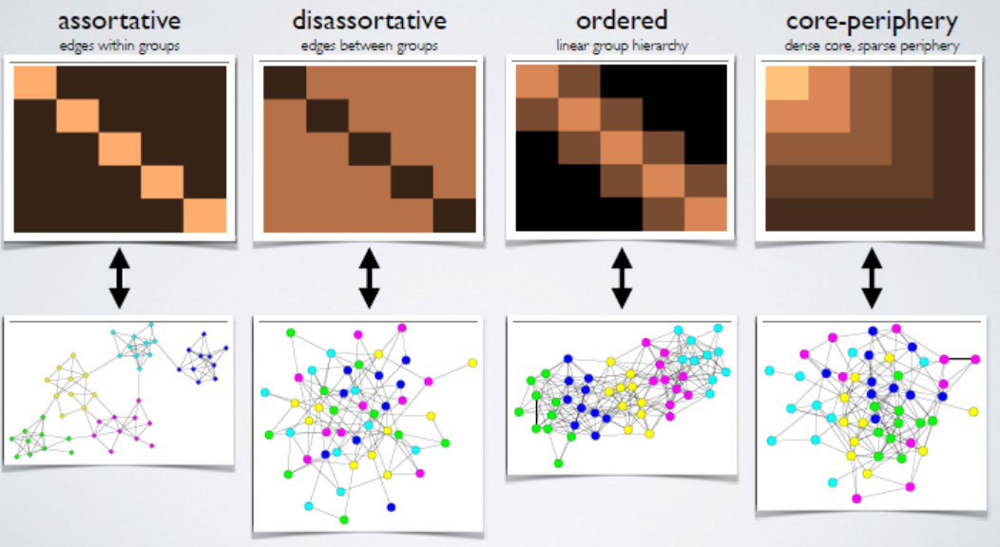 assortative
edges within groups
disassortative
edges between groups
ordered
linear group hierarchy
core-periphery
dense core, sparse periphery